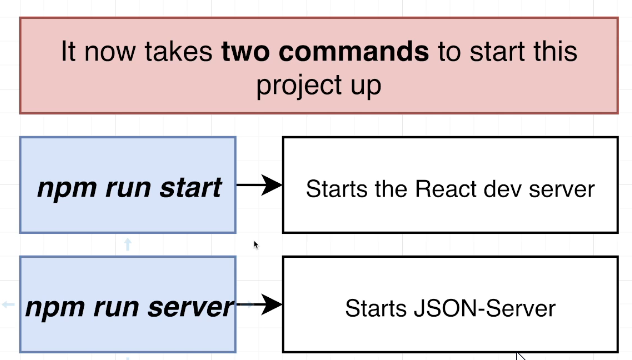 It now takes two commands to start this
project up
npm run start
Starts the React dev server
npm run server
Starts JSON-Server